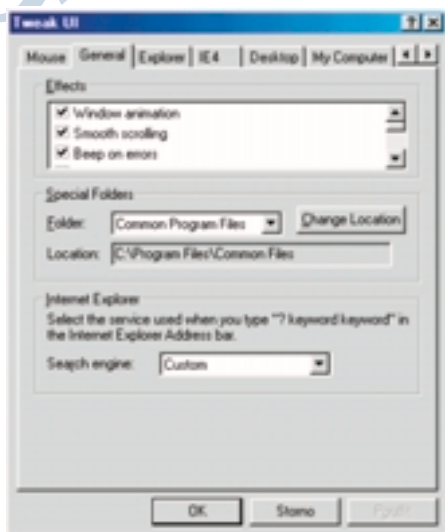 Tweak UI
Mouse General Explorer IE4 Desktop My Computer
Effects
Window animation
Smooth scrolling
Beep on errors
Special Folders
Folder: Common Program Files Change Location
Location: C:\Program Files\Common Files
Internet Explorer
Select the service used when you type "? keyword keyword" in
the Internet Explorer Address bar.
Search engine: Custom
OK Storno Použít